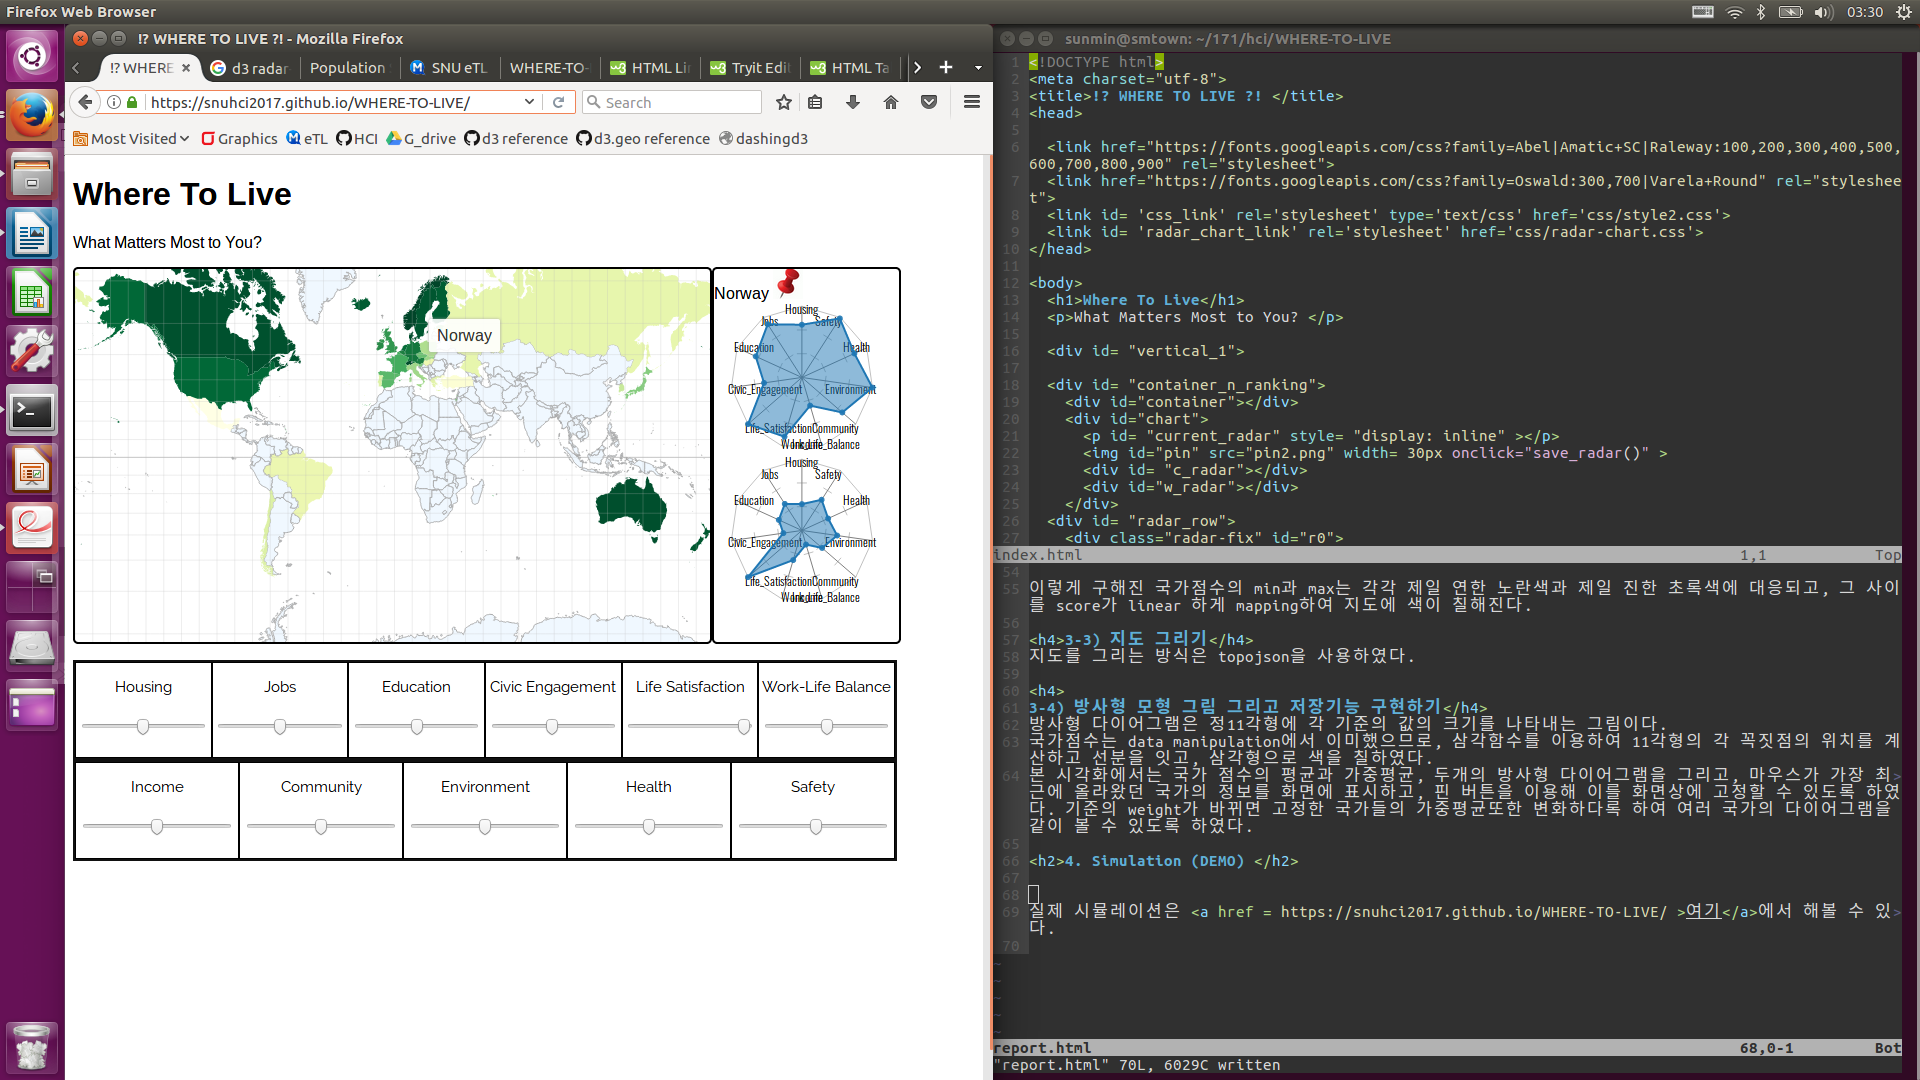 Firefox Web Browser
03:30
!? WHERE TO LIVE ?! - Mozilla Firefox
!? WHERE
d3 radar
Population
SNU eTL
WHERE-TO-
HTML Li
Tryit Edi
HTML Ta
https://snuhci2017.github.io/WHERE-TO-LIVE/
Search
Most Visited
Graphics
eTL
HCI
G_drive
d3 reference
d3.geo reference
dashingd3
Where To Live
What Matters Most to You?
Norway
Norway
Housing
Jobs
Safety
Education
Health
Civic_Engagement
Environment
Life_Satisfaction
Community
Housing
Jobs
Safety
Education
Health
Civic_Engagement
Environment
Life_Satisfaction
Community
Housing
Jobs
Education
Civic Engagement
Life Satisfaction
Work-Life Balance
Income
Community
Environment
Health
Safety
sunmin@smtown: ~/171/hci/WHERE-TO-LIVE
1 <!DOCTYPE html>
2 <meta charset="utf-8">
3 <title>!? WHERE TO LIVE ?! </title>
4 <head>
5
6 <link href="https://fonts.googleapis.com/css?family=Abel|Amatic+SC|Raleway:100,200,300,400,500,
600,700,800,900" rel="stylesheet">
7 <link href="https://fonts.googleapis.com/css?family=Oswald:300,700|Varela+Round" rel="styleshee
t">
8 <link id= 'css_link' rel='stylesheet' type='text/css' href='css/style2.css'>
9 <link id= 'radar_chart_link' rel='stylesheet' href='css/radar-chart.css'>
10 </head>
11
12 <body>
13 <h1>Where To Live</h1>
14 <p>What Matters Most to You? </p>
15
16 <div id= "vertical_1">
17
18 <div id= "container_n_ranking">
19 <div id= "container"></div>
20 <div id= "chart">
21 <p id= "current_radar" style= "display: inline" ></p>
22 <img id="pin" src="pin2.png" width= 30px onclick="save_radar()" >
23 <div id= "c_radar"></div>
24 <div id= "w_radar"></div>
25 </div>
26 <div id= "radar_row">
27 <div class="radar-fix" id="r0">
index.html 1,1 Top
54
55 이렇게 구해진 국가점수의 min과 max는 각각 제일 연한 노란색과 제일 진한 초록색에 대응되고, 그 사이
를 score가 linear 하게 mapping하여 지도에 색이 칠해진다.
56
57 <h4>3-3) 지도 그리기</h4>
58 지도를 그리는 방식은 topojson을 사용하였다.
59
60 <h4>
61 3-4) 방사형 모형 그림 그리고 저장기능 구현하기</h4>
62 방사형 다이어그램은 정11각형에 각 기준의 값의 크기를 나타내는 그림이다.
63 국가점수는 data manipulation에서 이미했으므로, 삼각함수를 이용하여 11각형의 각 꼭짓점의 위치를 계
산하고 선분을 잇고, 삼각형으로 색을 칠하였다.
64 본 시각화에서는 국가 점수의 평균과 가중평균, 두개의 방사형 다이어그램을 그리고, 마우스가 가장 최>
근에 올라왔던 국가의 정보를 화면에 표시하고, 핀 버튼을 이용해 이를 화면상에 고정할 수 있도록 하였
다. 기준의 weight가 바뀌면 고정한 국가들의 가중평균또한 변화하다록 하여 여러 국가의 다이어그램을
같이 볼 수 있도록 하였다.
65
66 <h2>4. Simulation (DEMO) </h2>
67
68
69 실제 시뮬레이션은 <a href = https://snuhci2017.github.io/WHERE-TO-LIVE/ >여기</a>에서 해볼 수 있>
다.
70
~
~
~
~
~
report.html 68,0-1 Bot
"report.html" 70L, 6029C written